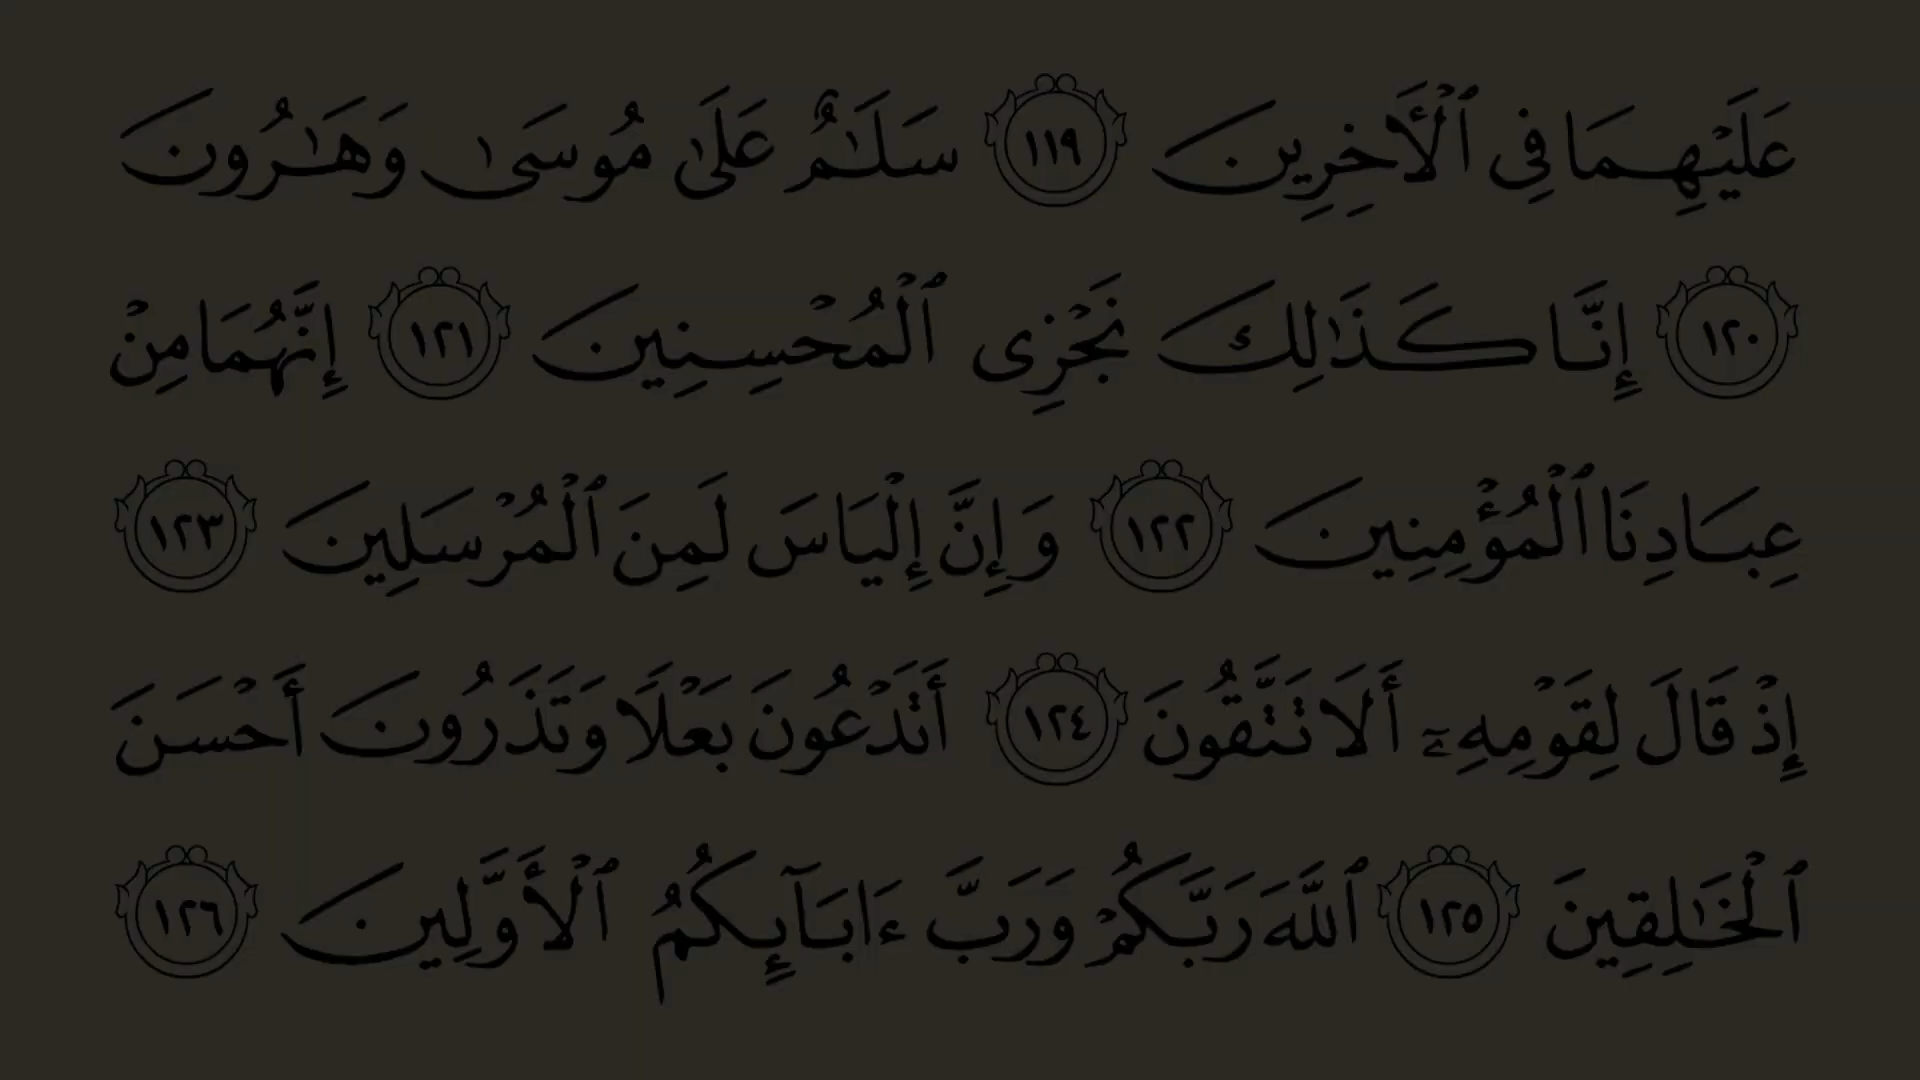 عَلَيْهِمَا فِي ٱلْأَخِرِينَ ١١٩ سَلَٰمٌ عَلَىٰ مُوسَىٰ وَهَٰرُونَ
١٢٠ إِنَّا كَذَٰلِكَ نَجْزِى ٱلْمُحْسِنِينَ ١٢١ إِنَّهُمَا مِنْ
عِبَادِنَا ٱلْمُؤْمِنِينَ ١٢٢ وَإِنَّ إِلْيَاسَ لَمِنَ ٱلْمُرْسَلِينَ ١٢٣
إِذْ قَالَ لِقَوْمِهِۦٓ أَلَا تَتَّقُونَ ١٢٤ أَتَدْعُونَ بَعْلًا وَتَذَرُونَ أَحْسَنَ
ٱلْخَٰلِقِينَ ١٢٥ ٱللَّهَ رَبَّكُمْ وَرَبَّ ءَابَآئِكُمُ ٱلْأَوَّلِينَ ١٢٦